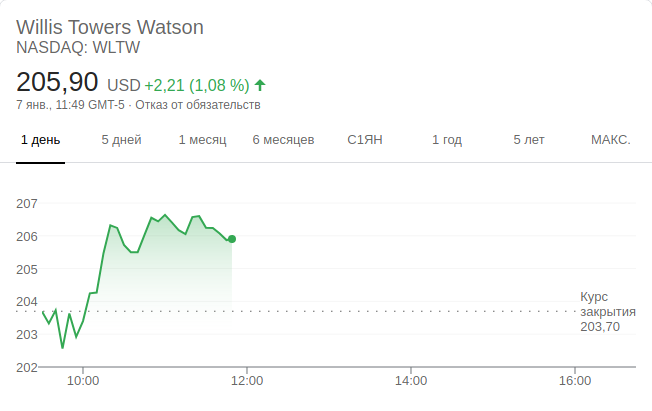 Willis Towers Watson
NASDAQ: WLTW
205,90 USD +2,21 (1,08 %)
7 янв., 11:49 GMT-5 · Отказ от обязательств
1 день 5 дней 1 месяц 6 месяцев С1ЯН 1 год 5 лет МАКС.
207
206
205
204
203
202
Курс
закрытия
203,70
10:00 12:00 14:00 16:00